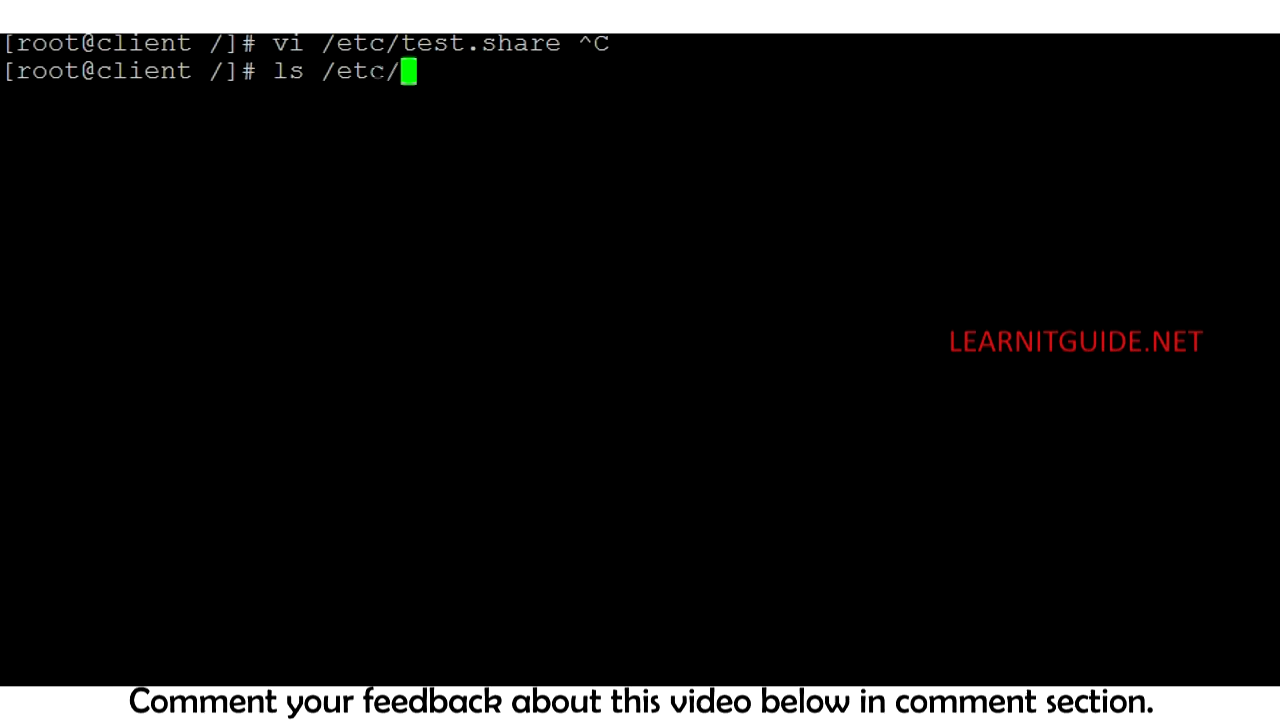 [root@client /]# vi /etc/test.share ^C
[root@client /]# ls /etc/
LEARNITGUIDE.NET
Comment your feedback about this video below in comment section.